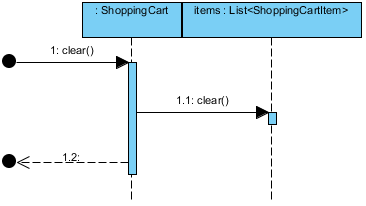 : ShoppingCart
items : List<ShoppingCartItem>
1: clear()
1.1: clear()
1.2: